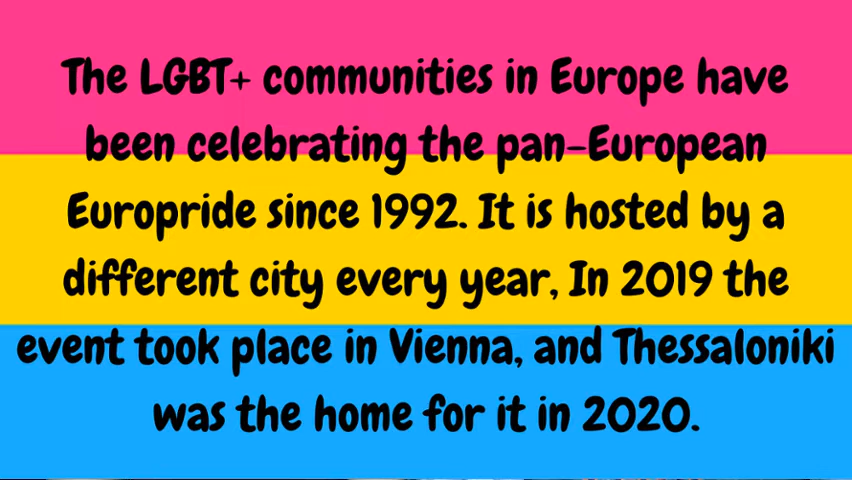 The LGBT+ communities in Europe have
been celebrating the pan-European
Europride since 1992. It is hosted by a
different city every year, In 2019 the
event took place in Vienna, and Thessaloniki
was the home for it in 2020.